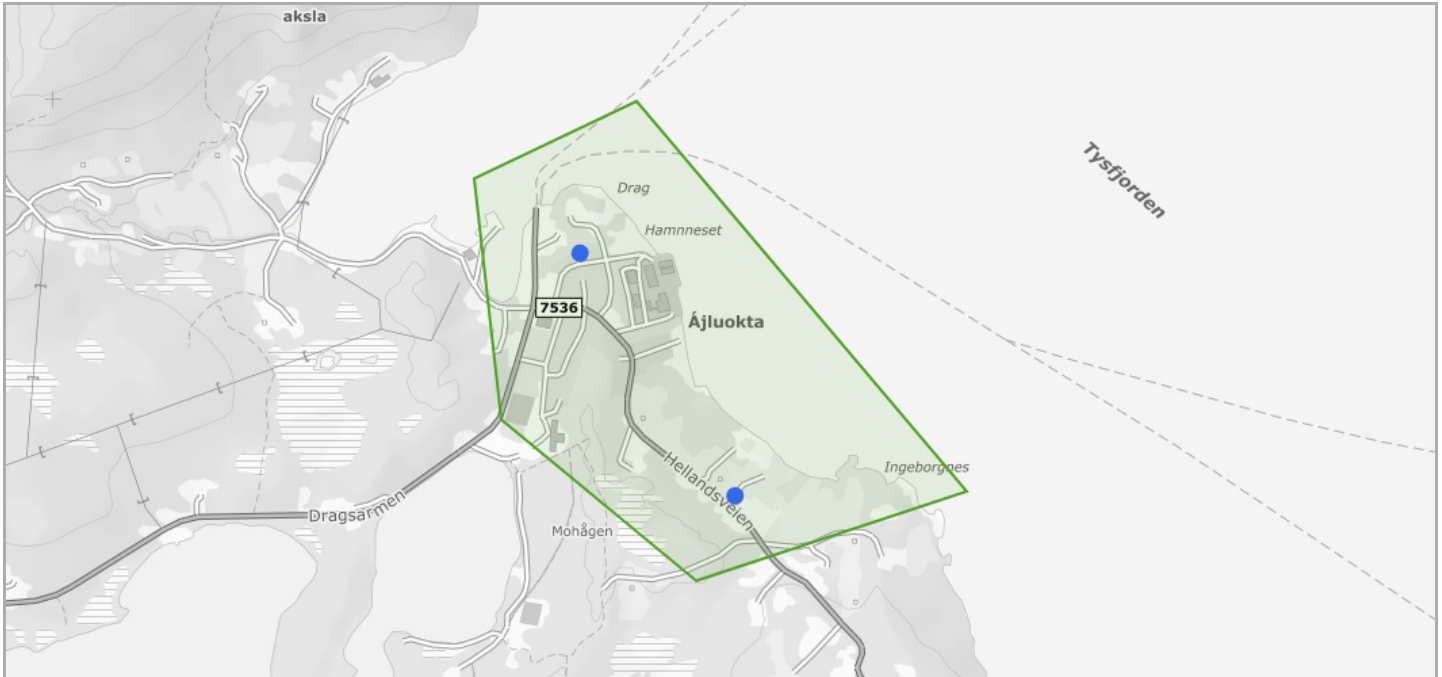 aksla
Tysfjorden
Drag
Hamnneset
7536
Ájluokta
Ingeborgnes
Hellandsveien
Dragsarmen
Mohågen